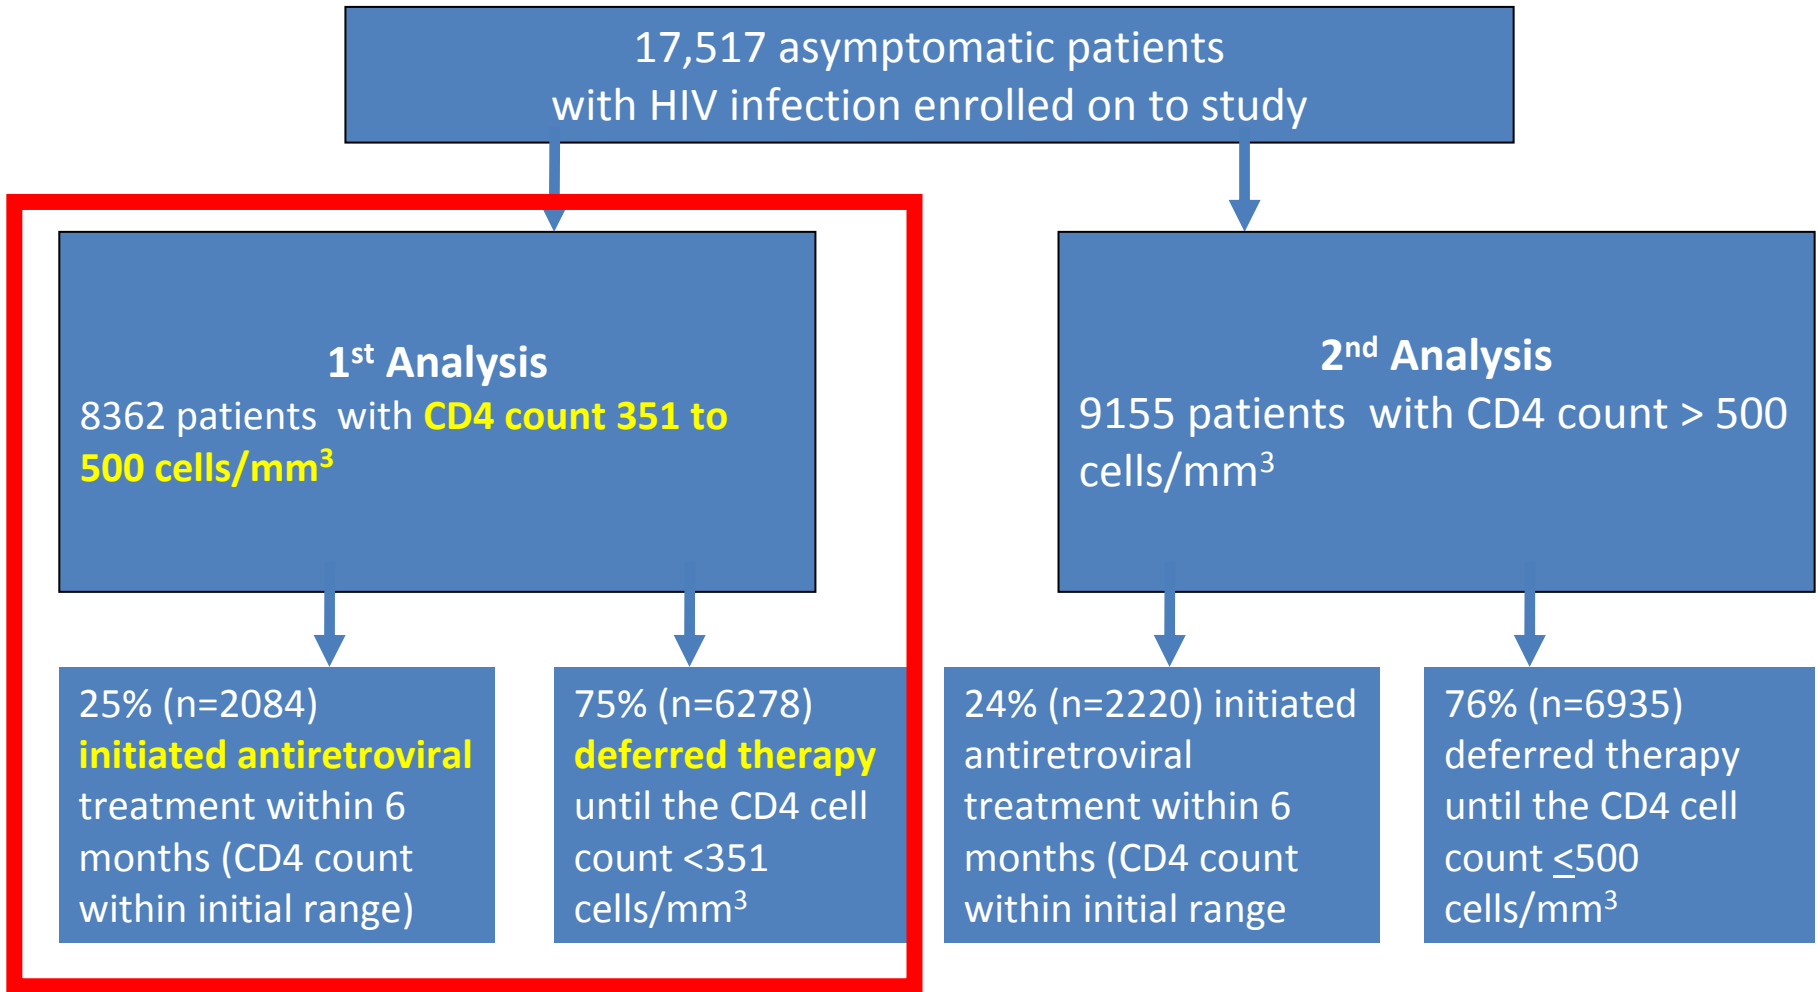 17,517 asymptomatic patients
with HIV infection enrolled on to study
1st Analysis
8362 patients  with CD4 count 351 to
500 cells/mm3
2nd Analysis
9155 patients  with CD4 count > 500
cells/mm3
25% (n=2084)
initiated antiretroviral
treatment within 6
months (CD4 count
within initial range)
75% (n=6278)
deferred therapy
until the CD4 cell
count <351
cells/mm3
24% (n=2220) initiated
antiretroviral
treatment within 6
months (CD4 count
within initial range
76% (n=6935)
deferred therapy
until the CD4 cell
count ≤500
cells/mm3